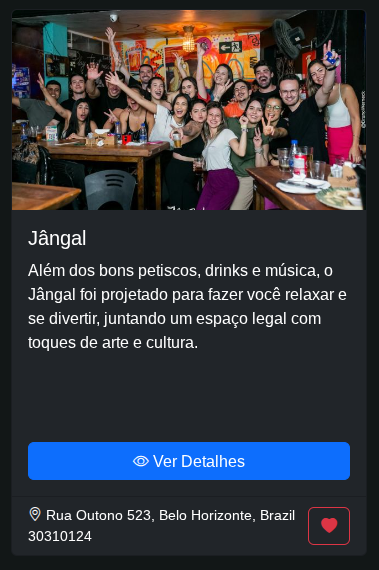 Jângal
Além dos bons petiscos, drinks e música, o
Jângal foi projetado para fazer você relaxar e
se divertir, juntando um espaço legal com
toques de arte e cultura.
Ver Detalhes
Rua Outono 523, Belo Horizonte, Brazil
30310124